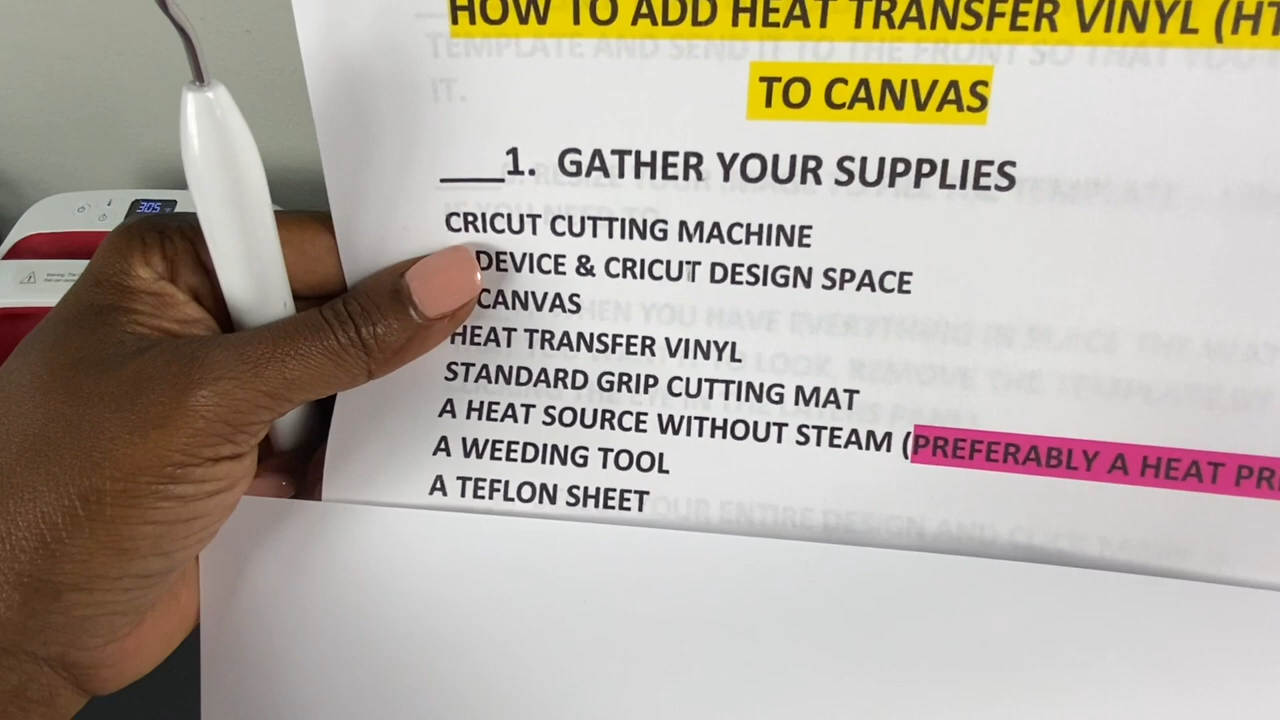 HOW TO ADD HEAT TRANSFER VINYL (HT
TO CANVAS
___1. GATHER YOUR SUPPLIES
CRICUT CUTTING MACHINE
DEVICE & CRICUT DESIGN SPACE
CANVAS
HEAT TRANSFER VINYL
STANDARD GRIP CUTTING MAT
A HEAT SOURCE WITHOUT STEAM (PREFERABLY A HEAT PR
A WEEDING TOOL
A TEFLON SHEET
305